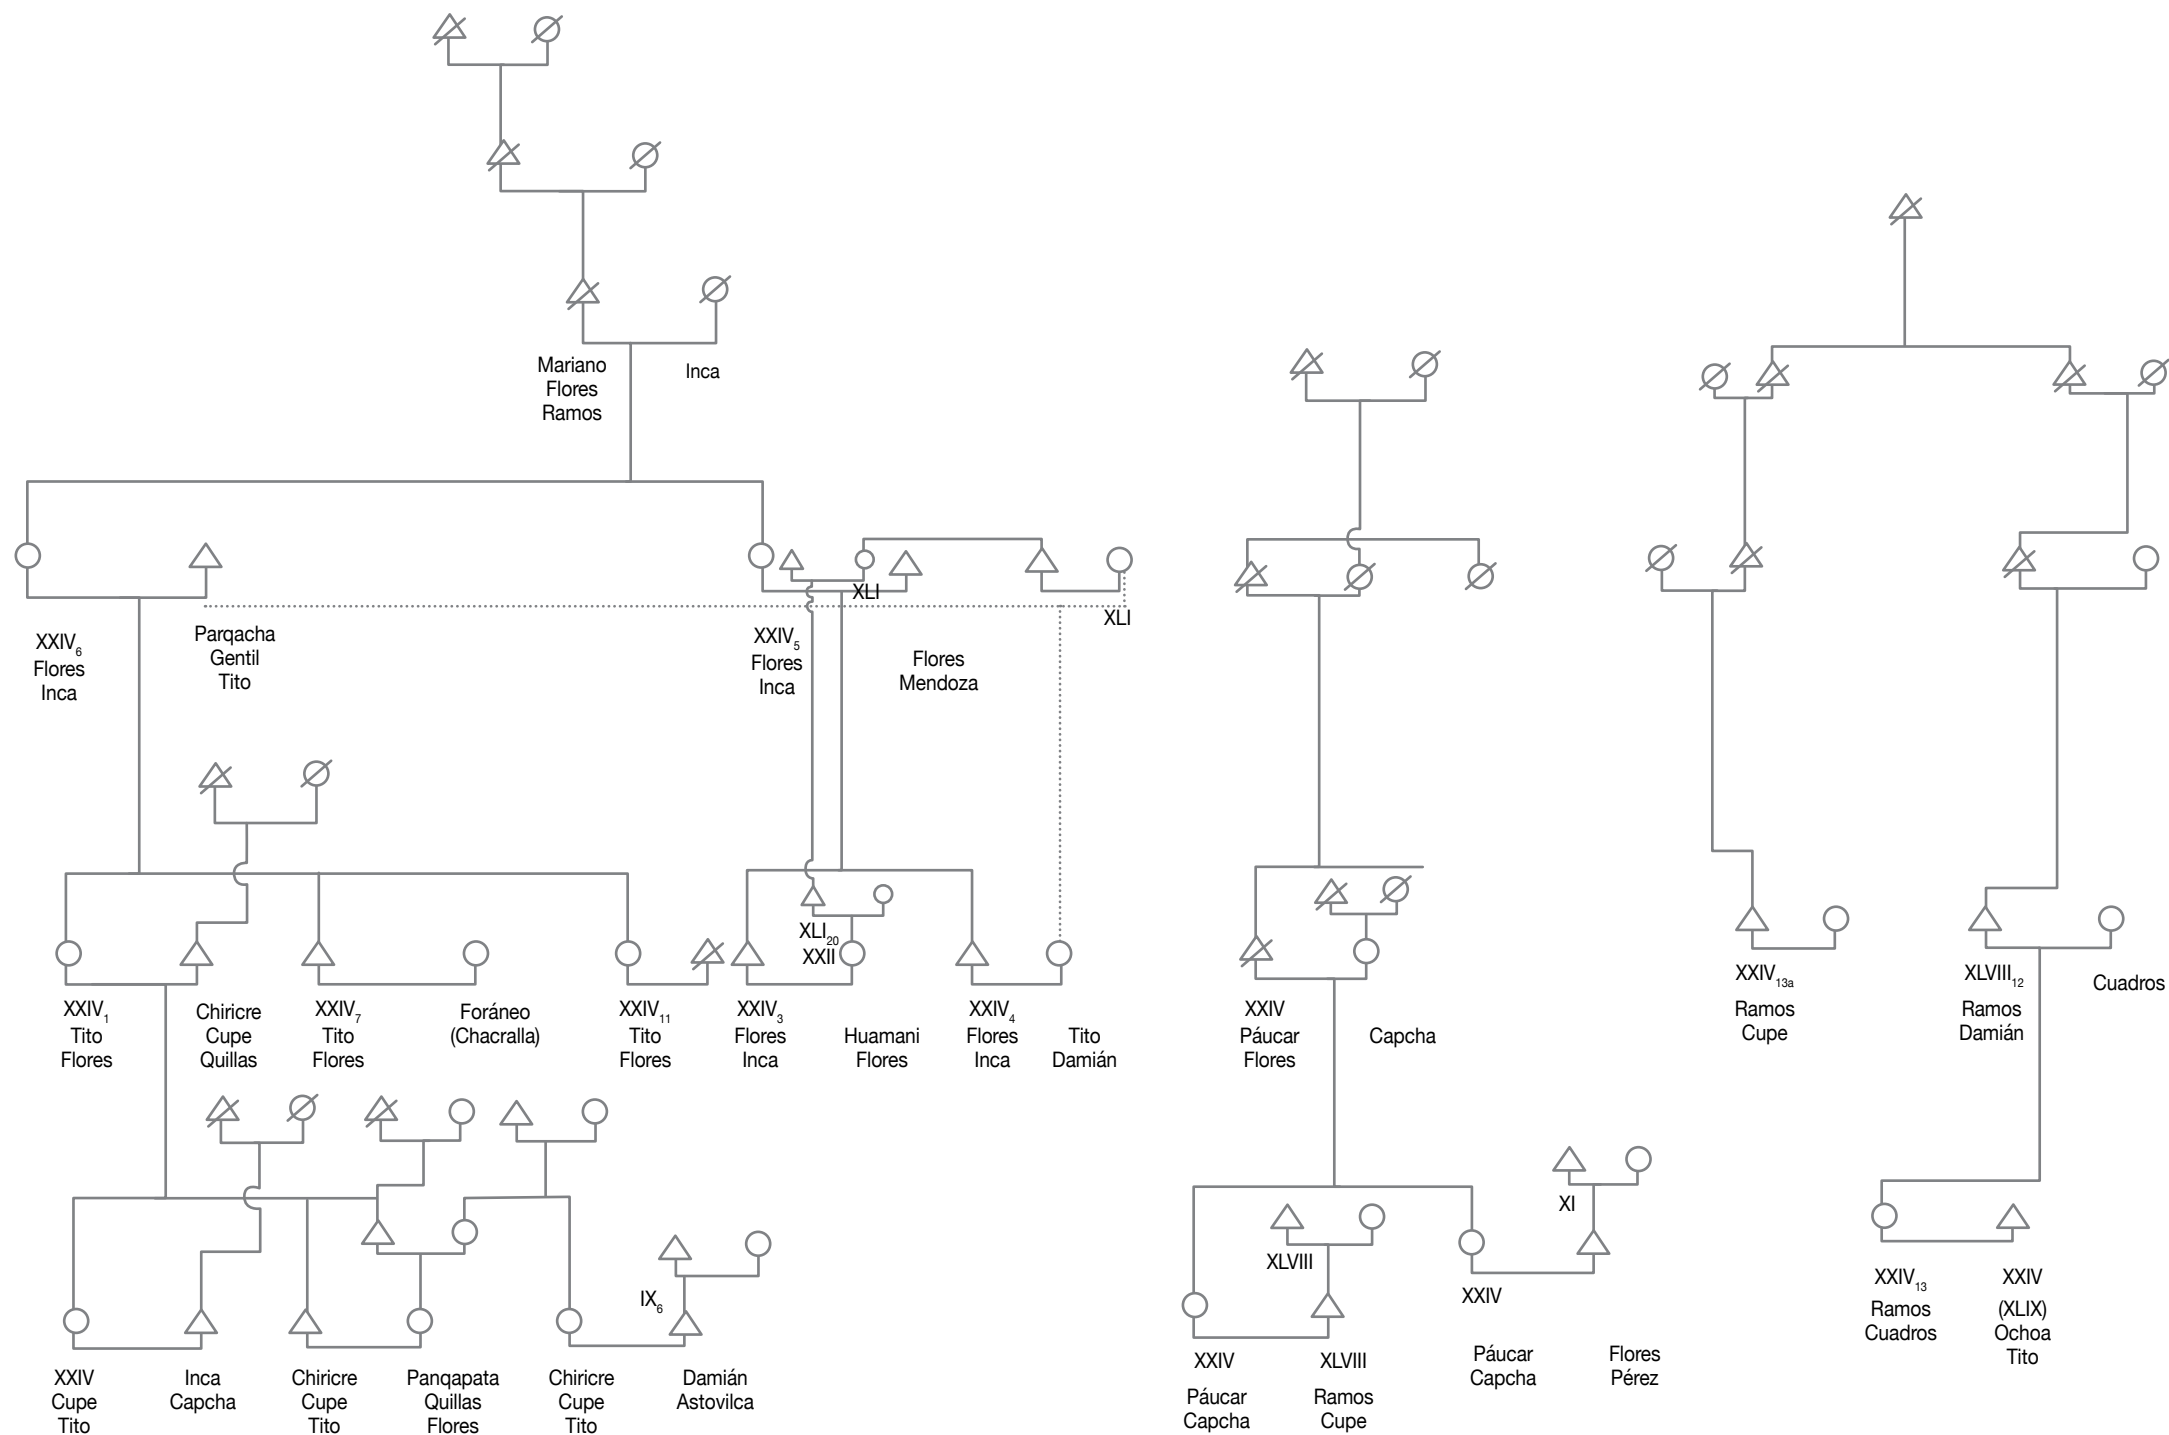 Mariano
Flores
Ramos
Inca
XLI
XLI
XXIV6
Flores
Inca
Parqacha
Gentil
Tito
XXIV5
Flores
Inca
Flores
Mendoza
XLI20
XXII
XXIV1
Tito
Flores
Chiricre
Cupe
Quillas
XXIV7
Tito
Flores
Foráneo
(Chacralla)
XXIV11
Tito
Flores
XXIV3
Flores
Inca
Huamani
Flores
XXIV4
Flores
Inca
Tito
Damián
XXIV
Páucar
Flores
Capcha
XXIV13a
Ramos
Cupe
XLVIII12
Ramos
Damián
Cuadros
IX6
XLVIII
XI
XXIV
Cupe
Tito
Inca
Capcha
Chiricre
Cupe
Tito
Panqapata
Quillas
Flores
Chiricre
Cupe
Tito
Damián
Astovilca
XXIV
Páucar
Capcha
XLVIII
Ramos
Cupe
XXIV
Páucar
Capcha
Flores
Pérez
XXIV13
Ramos
Cuadros
XXIV
(XLIX)
Ochoa
Tito